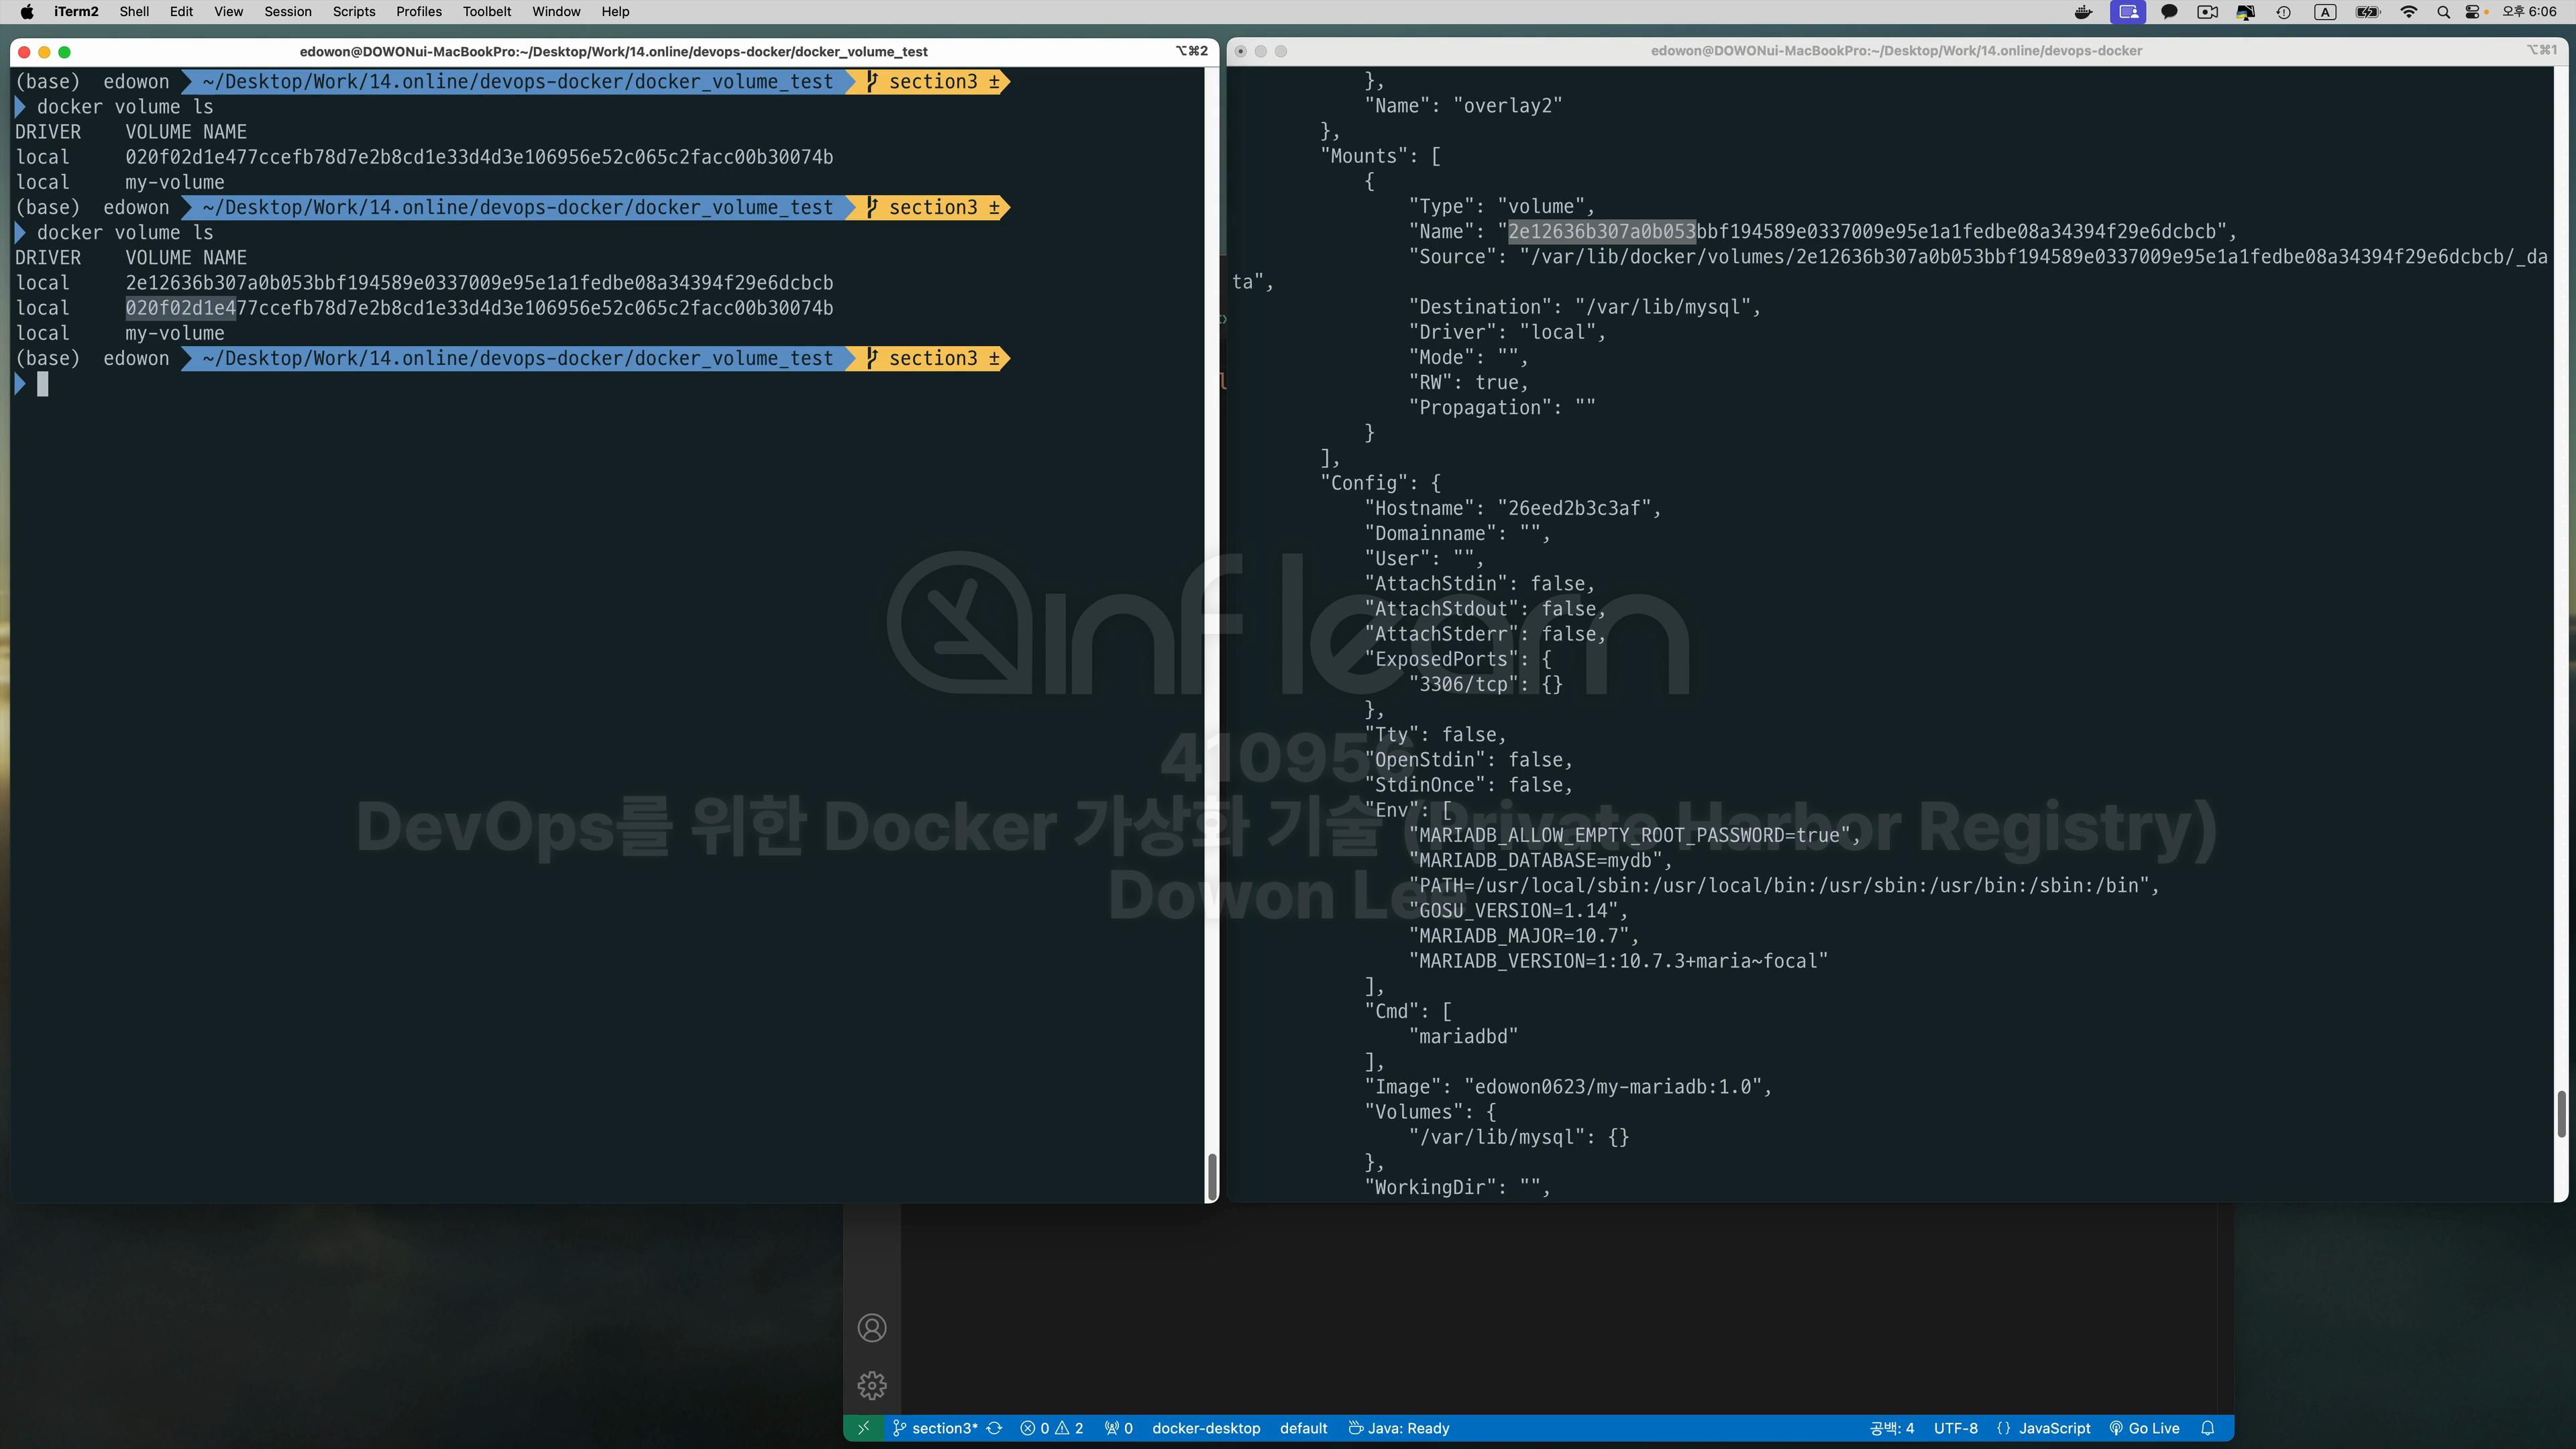 iTerm2 Shell Edit View Session Scripts Profiles Toolbelt Window Help
A 오후 6:06
edowon@DOWONui-MacBookPro:~/Desktop/Work/14.online/devops-docker/docker_volume_test ⌥⌘2
(base) edowon ~/Desktop/Work/14.online/devops-docker/docker_volume_test section3 ±
docker volume ls
DRIVER VOLUME NAME
local 020f02d1e477ccefb78d7e2b8cd1e33d4d3e106956e52c065c2facc00b30074b
local my-volume
(base) edowon ~/Desktop/Work/14.online/devops-docker/docker_volume_test section3 ±
docker volume ls
DRIVER VOLUME NAME
local 2e12636b307a0b053bbf194589e0337009e95e1a1fedbe08a34394f29e6dcbcb
local 020f02d1e477ccefb78d7e2b8cd1e33d4d3e106956e52c065c2facc00b30074b
local my-volume
(base) edowon ~/Desktop/Work/14.online/devops-docker/docker_volume_test section3 ±
edowon@DOWONui-MacBookPro:~/Desktop/Work/14.online/devops-docker ⌥⌘1
},
"Name": "overlay2"
},
"Mounts": [
{
"Type": "volume",
"Name": "2e12636b307a0b053bbf194589e0337009e95e1a1fedbe08a34394f29e6dcbcb",
"Source": "/var/lib/docker/volumes/2e12636b307a0b053bbf194589e0337009e95e1a1fedbe08a34394f29e6dcbcb/_da
ta",
"Destination": "/var/lib/mysql",
"Driver": "local",
"Mode": "",
"RW": true,
"Propagation": ""
}
],
"Config": {
"Hostname": "26eed2b3c3af",
"Domainname": "",
"User": "",
"AttachStdin": false,
"AttachStdout": false,
"AttachStderr": false,
"ExposedPorts": {
"3306/tcp": {}
},
"Tty": false,
"OpenStdin": false,
"StdinOnce": false,
"Env": [
"MARIADB_ALLOW_EMPTY_ROOT_PASSWORD=true",
"MARIADB_DATABASE=mydb",
"PATH=/usr/local/sbin:/usr/local/bin:/usr/sbin:/usr/bin:/sbin:/bin",
"GOSU_VERSION=1.14",
"MARIADB_MAJOR=10.7",
"MARIADB_VERSION=1:10.7.3+maria~focal"
],
"Cmd": [
"mariadbd"
],
"Image": "edowon0623/my-mariadb:1.0",
"Volumes": {
"/var/lib/mysql": {}
},
"WorkingDir": "",
inflearn
410956
DevOps를 위한 Docker 가상화 기술 (Private Harbor Registry)
Dowon Lee
section3* 0 2 0 docker-desktop default Java: Ready 공백: 4 UTF-8 {} JavaScript Go Live